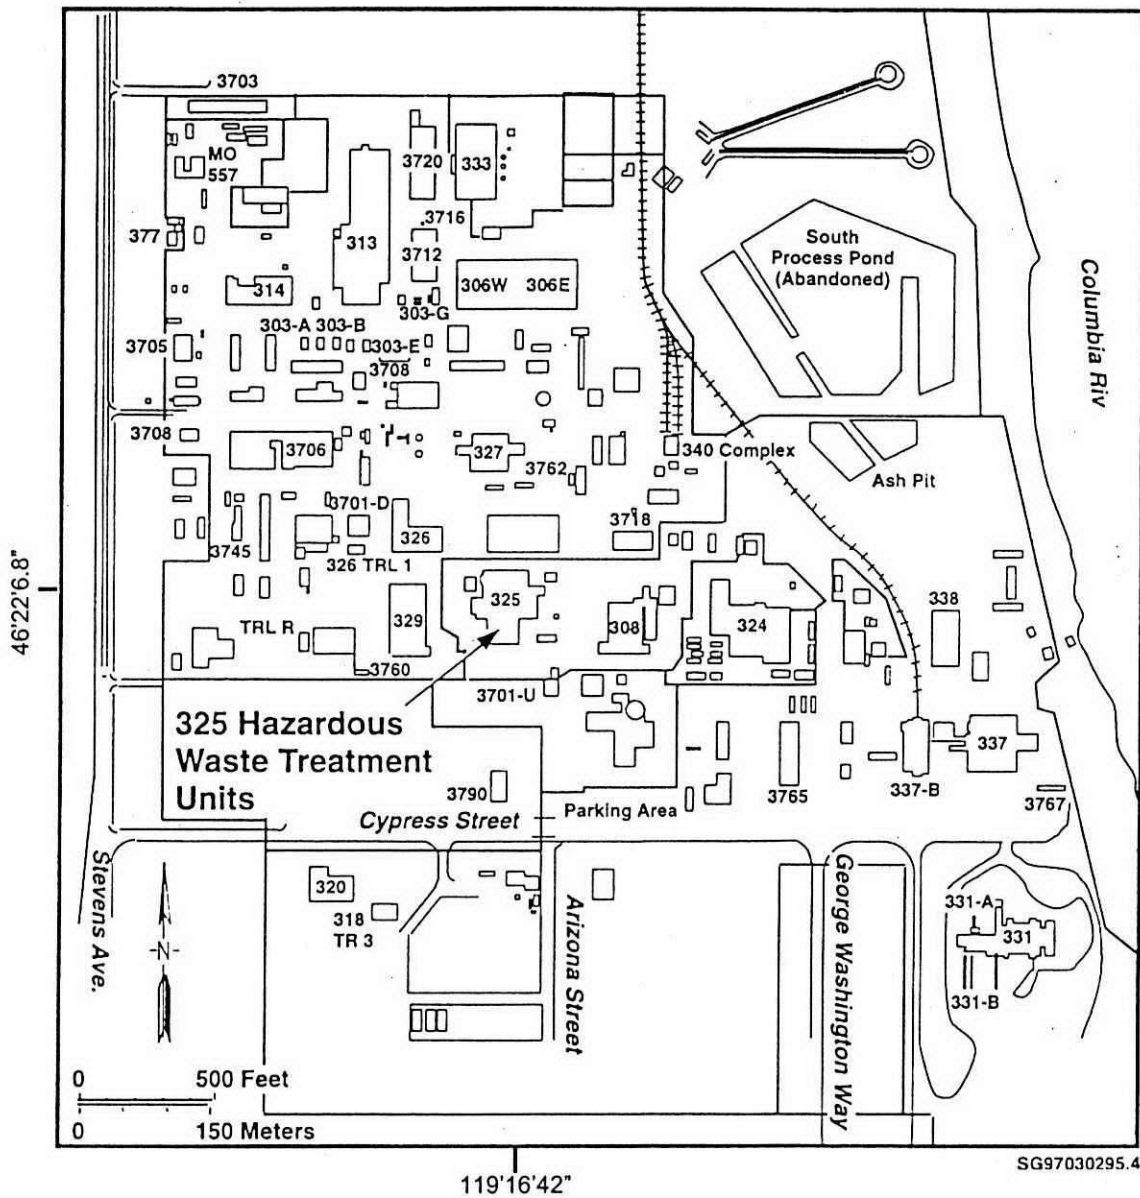 3703
MO
557
3720
333
3716
377
313
3712
South
Process Pond
(Abandoned)
Columbia Riv
314
306W
306E
303-G
303-A
303-B
3705
303-E
3708
3708
3706
327
3762
340 Complex
Ash Pit
3701-D
3718
3745
326
326 TRL 1
46'22'6.8"
325
338
TRL R
329
308
324
3760
3701-U
325 Hazardous
Waste Treatment
Units
337
3790
3765
337-B
3767
Parking Area
Cypress Street
Stevens Ave.
320
318
TR 3
Arizona Street
George Washington Way
331-A
331
331-B
-N-
0
500 Feet
0
150 Meters
SG97030295.4
119'16'42"